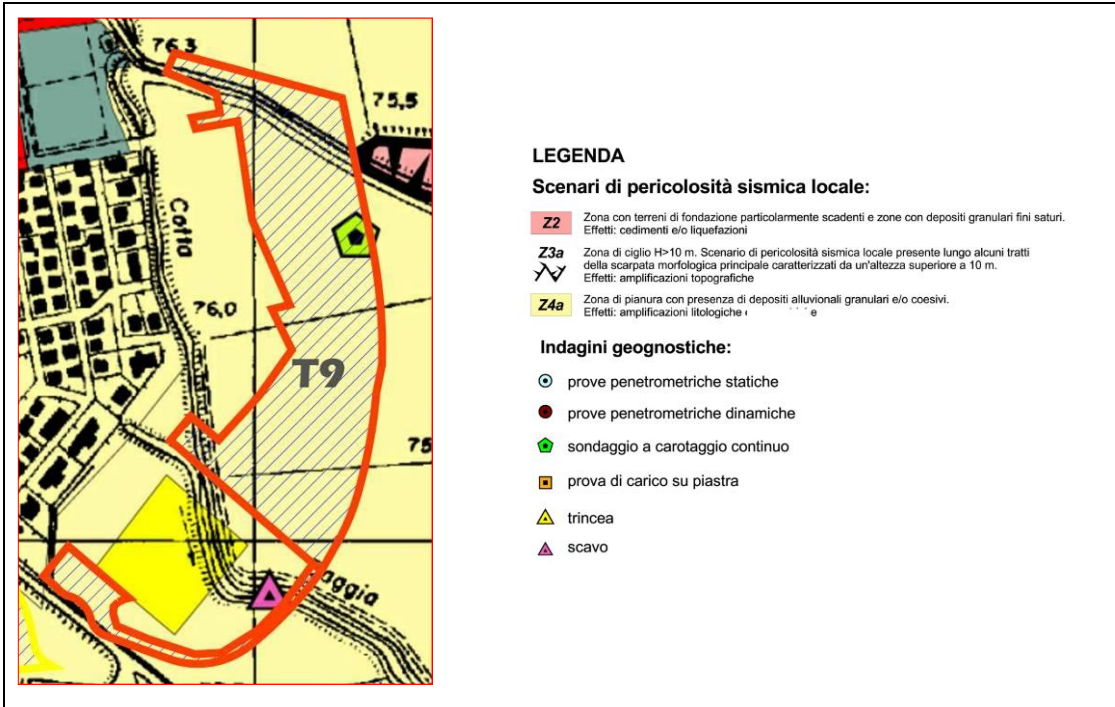 76,3
75,5
Cotta
76,0
T9
75
aggia
LEGENDA
Scenari di pericolosità sismica locale:
Z2
Zona con terreni di fondazione particolarmente scadenti e zone con depositi granulari fini saturi.
Effetti: cedimenti e/o liquefazioni
Z3a
Zona di ciglio H>10 m. Scenario di pericolosità sismica locale presente lungo alcuni tratti
della scarpata morfologica principale caratterizzati da un'altezza superiore a 10 m.
Effetti: amplificazioni topografiche
Z4a
Zona di pianura con presenza di depositi alluvionali granulari e/o coesivi.
Effetti: amplificazioni litologiche
Indagini geognostiche:
prove penetrometriche statiche
prove penetrometriche dinamiche
sondaggio a carotaggio continuo
prova di carico su piastra
trincea
scavo